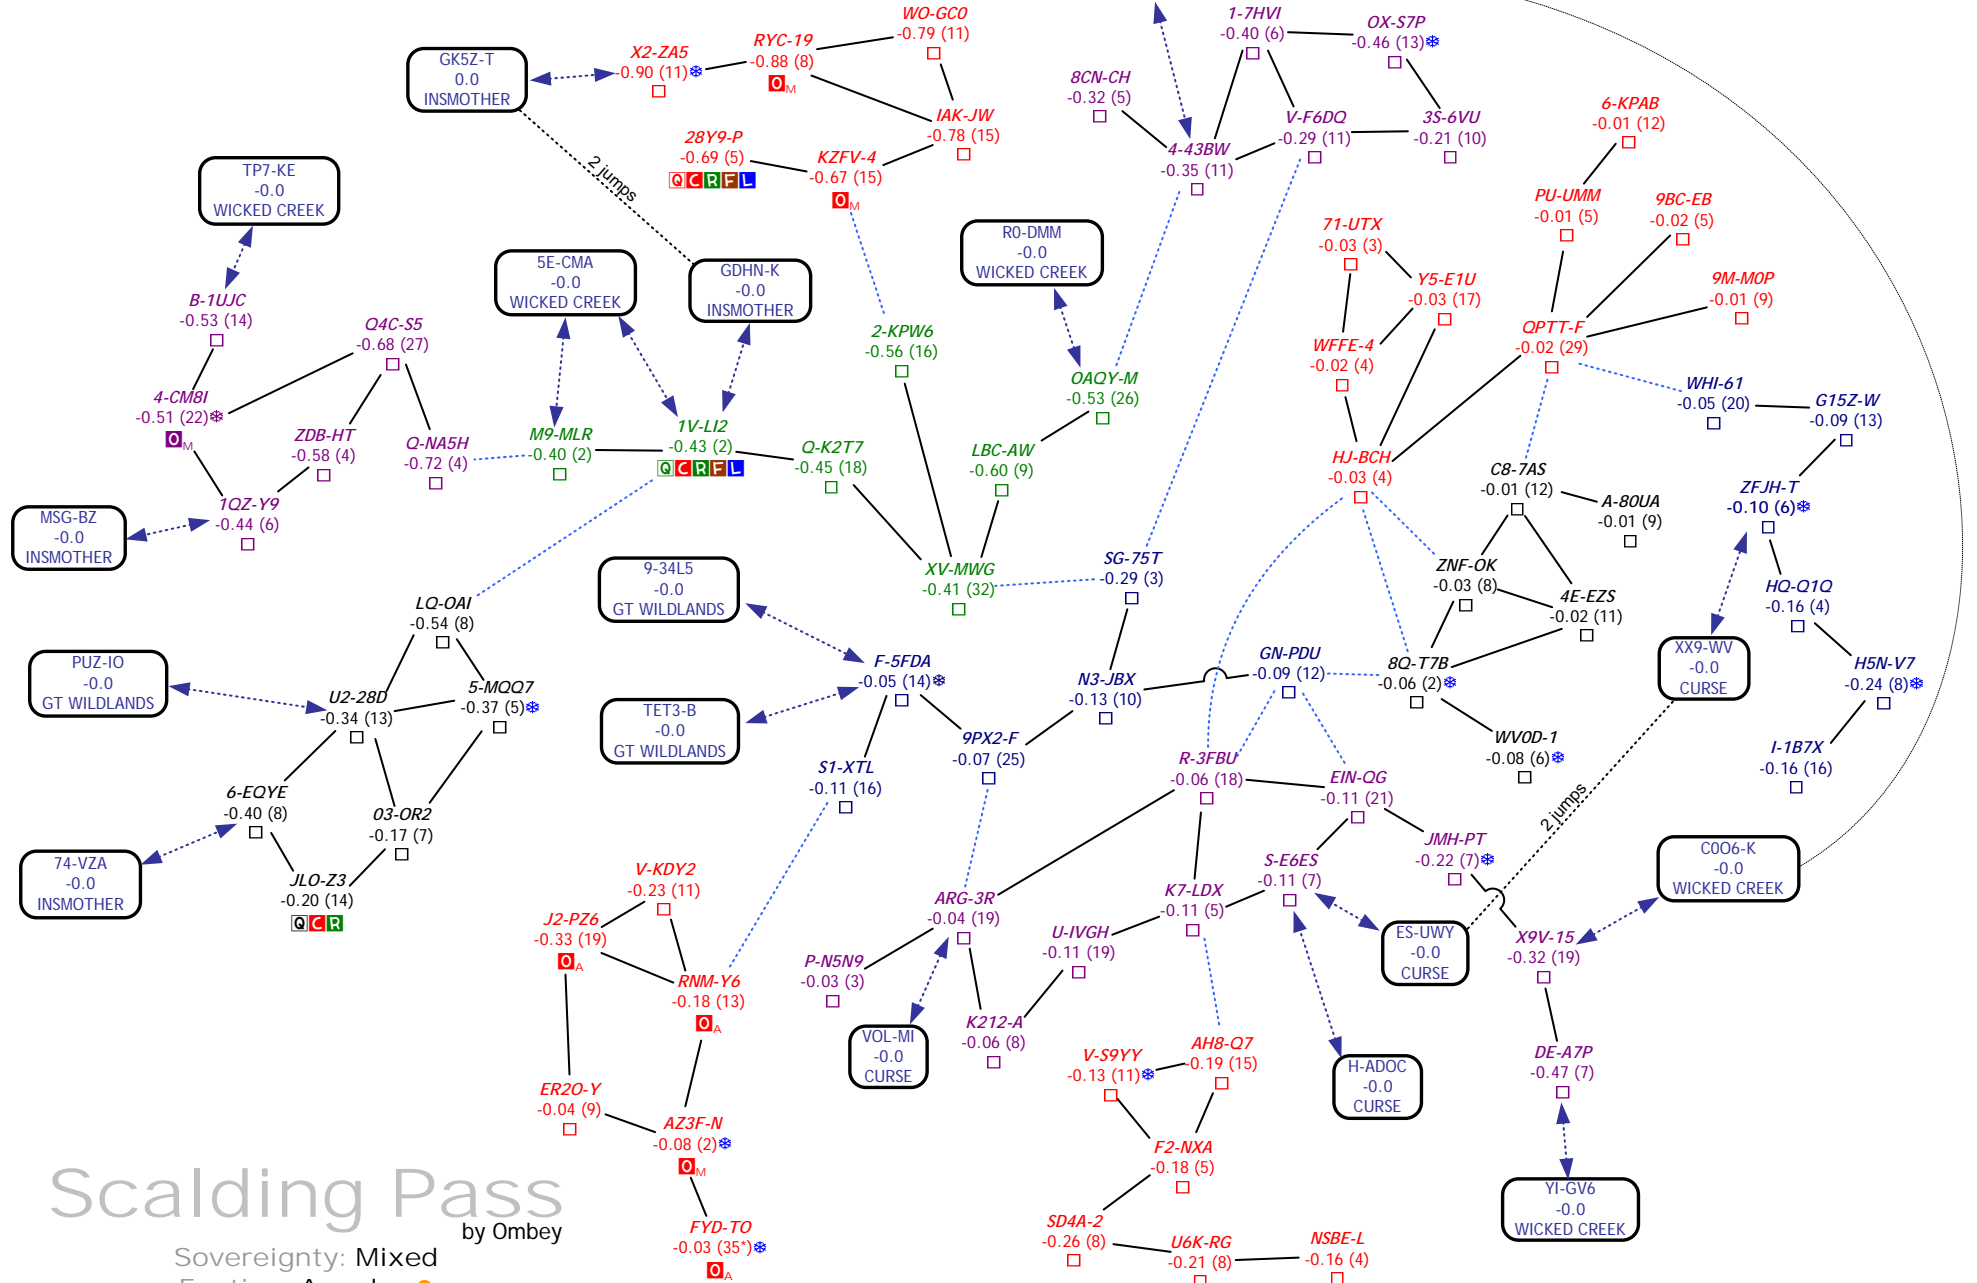 WO-GC0
-0.79 (11)
1-7HVI
-0.40 (6)
OX-S7P
-0.46 (13)
RYC-19
-0.88 (8)
0M
X2-ZA5
-0.90 (11)
GK5Z-T
0.0
INSMOTHER
8CN-CH
-0.32 (5)
6-KPAB
-0.01 (12)
IAK-JW
-0.78 (15)
V-F6DQ
-0.29 (11)
3S-6VU
-0.21 (10)
28Y9-P
-0.69 (5)
QCRFL
KZFV-4
-0.67 (15)
0M
4-43BW
-0.35 (11)
2 jumps
TP7-KE
-0.0
WICKED CREEK
PU-UMM
-0.01 (5)
9BC-EB
-0.02 (5)
71-UTX
-0.03 (3)
R0-DMM
-0.0
WICKED CREEK
5E-CMA
-0.0
WICKED CREEK
GDHN-K
-0.0
INSMOTHER
Y5-E1U
-0.03 (17)
9M-M0P
-0.01 (9)
B-1UJC
-0.53 (14)
Q4C-S5
-0.68 (27)
2-KPW6
-0.56 (16)
WFFE-4
-0.02 (4)
QPTT-F
-0.02 (29)
OAQY-M
-0.53 (26)
WHI-61
-0.05 (20)
G15Z-W
-0.09 (13)
4-CM8I
-0.51 (22)
0M
ZDB-HT
-0.58 (4)
Q-NA5H
-0.72 (4)
M9-MLR
-0.40 (2)
1V-LI2
-0.43 (2)
QCRFL
Q-K2T7
-0.45 (18)
LBC-AW
-0.60 (9)
HJ-BCH
-0.03 (4)
C8-7AS
-0.01 (12)
A-80UA
-0.01 (9)
ZFJH-T
-0.10 (6)
1QZ-Y9
-0.44 (6)
MSG-BZ
-0.0
INSMOTHER
9-34L5
-0.0
GT WILDLANDS
XV-MWG
-0.41 (32)
SG-75T
-0.29 (3)
ZNF-OK
-0.03 (8)
4E-EZS
-0.02 (11)
HQ-Q1Q
-0.16 (4)
LQ-OAI
-0.54 (8)
PUZ-IO
-0.0
GT WILDLANDS
U2-28D
-0.34 (13)
5-MQQ7
-0.37 (5)
F-5FDA
-0.05 (14)
N3-JBX
-0.13 (10)
GN-PDU
-0.09 (12)
8Q-T7B
-0.06 (2)
XX9-WV
-0.0
CURSE
H5N-V7
-0.24 (8)
TET3-B
-0.0
GT WILDLANDS
9PX2-F
-0.07 (25)
WV0D-1
-0.08 (6)
I-1B7X
-0.16 (16)
S1-XTL
-0.11 (16)
R-3FBU
-0.06 (18)
EIN-QG
-0.11 (21)
2 jumps
6-EQYE
-0.40 (8)
03-OR2
-0.17 (7)
74-VZA
-0.0
INSMOTHER
JLO-Z3
-0.20 (14)
QCR
V-KDY2
-0.23 (11)
JMH-PT
-0.22 (7)
S-E6ES
-0.11 (7)
C0O6-K
-0.0
WICKED CREEK
ARG-3R
-0.04 (19)
K7-LDX
-0.11 (5)
J2-PZ6
-0.33 (19)
0A
U-IVGH
-0.11 (19)
ES-UWY
-0.0
CURSE
X9V-15
-0.32 (19)
P-N5N9
-0.03 (3)
RNM-Y6
-0.18 (13)
0A
K212-A
-0.06 (8)
VOL-MI
-0.0
CURSE
V-S9YY
-0.13 (11)
AH8-Q7
-0.19 (15)
H-ADOC
-0.0
CURSE
DE-A7P
-0.47 (7)
ER2O-Y
-0.04 (9)
AZ3F-N
-0.08 (2)
0M
F2-NXA
-0.18 (5)
YI-GV6
-0.0
WICKED CREEK
Scalding Pass
by Ombey
FYD-TO
-0.03 (35*)
0A
SD4A-2
-0.26 (8)
U6K-RG
-0.21 (8)
NSBE-L
-0.16 (4)
Sovereignty: Mixed